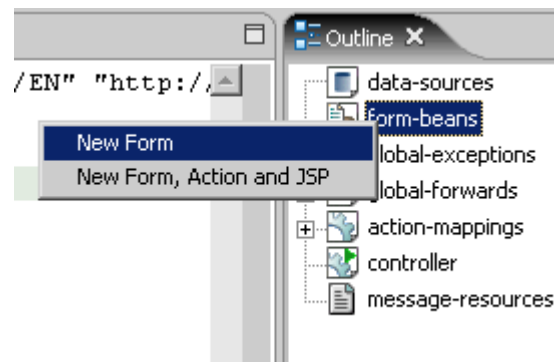 Outline
/EN" "http:/
data-sources
form-beans
New Form
global-exceptions
New Form, Action and JSP
global-forwards
action-mappings
controller
message-resources